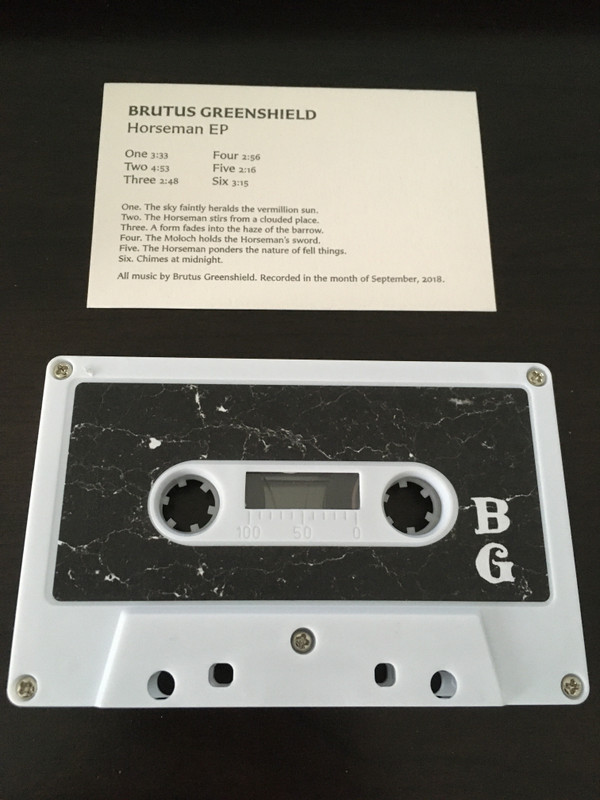 BRUTUS GREENSHIELD
Horseman EP
One 3:33 Four 2:56
Two 4:53 Five 2:16
Three 2:48 Six 3:15
One. The sky faintly heralds the vermillion sun.
Two. The Horseman stirs from a clouded place.
Three. A form fades into the haze of the barrow.
Four. The Moloch holds the Horseman's sword.
Five. The Horseman ponders the nature of fell things.
Six. Chimes at midnight.
All music by Brutus Greenshield. Recorded in the month of September, 2018.
100 50 0
B
G